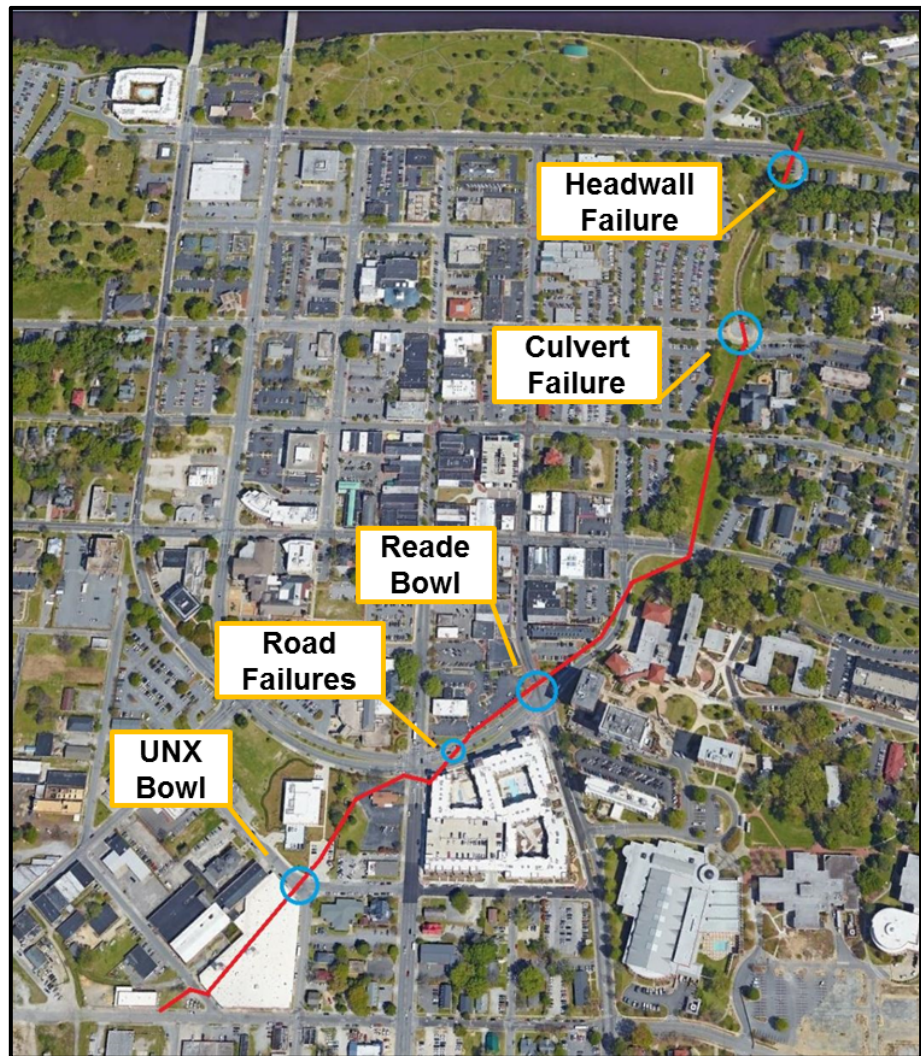 Headwall
Failure
Culvert
Failure
Reade
Bowl
Road
Failures
UNX
Bowl